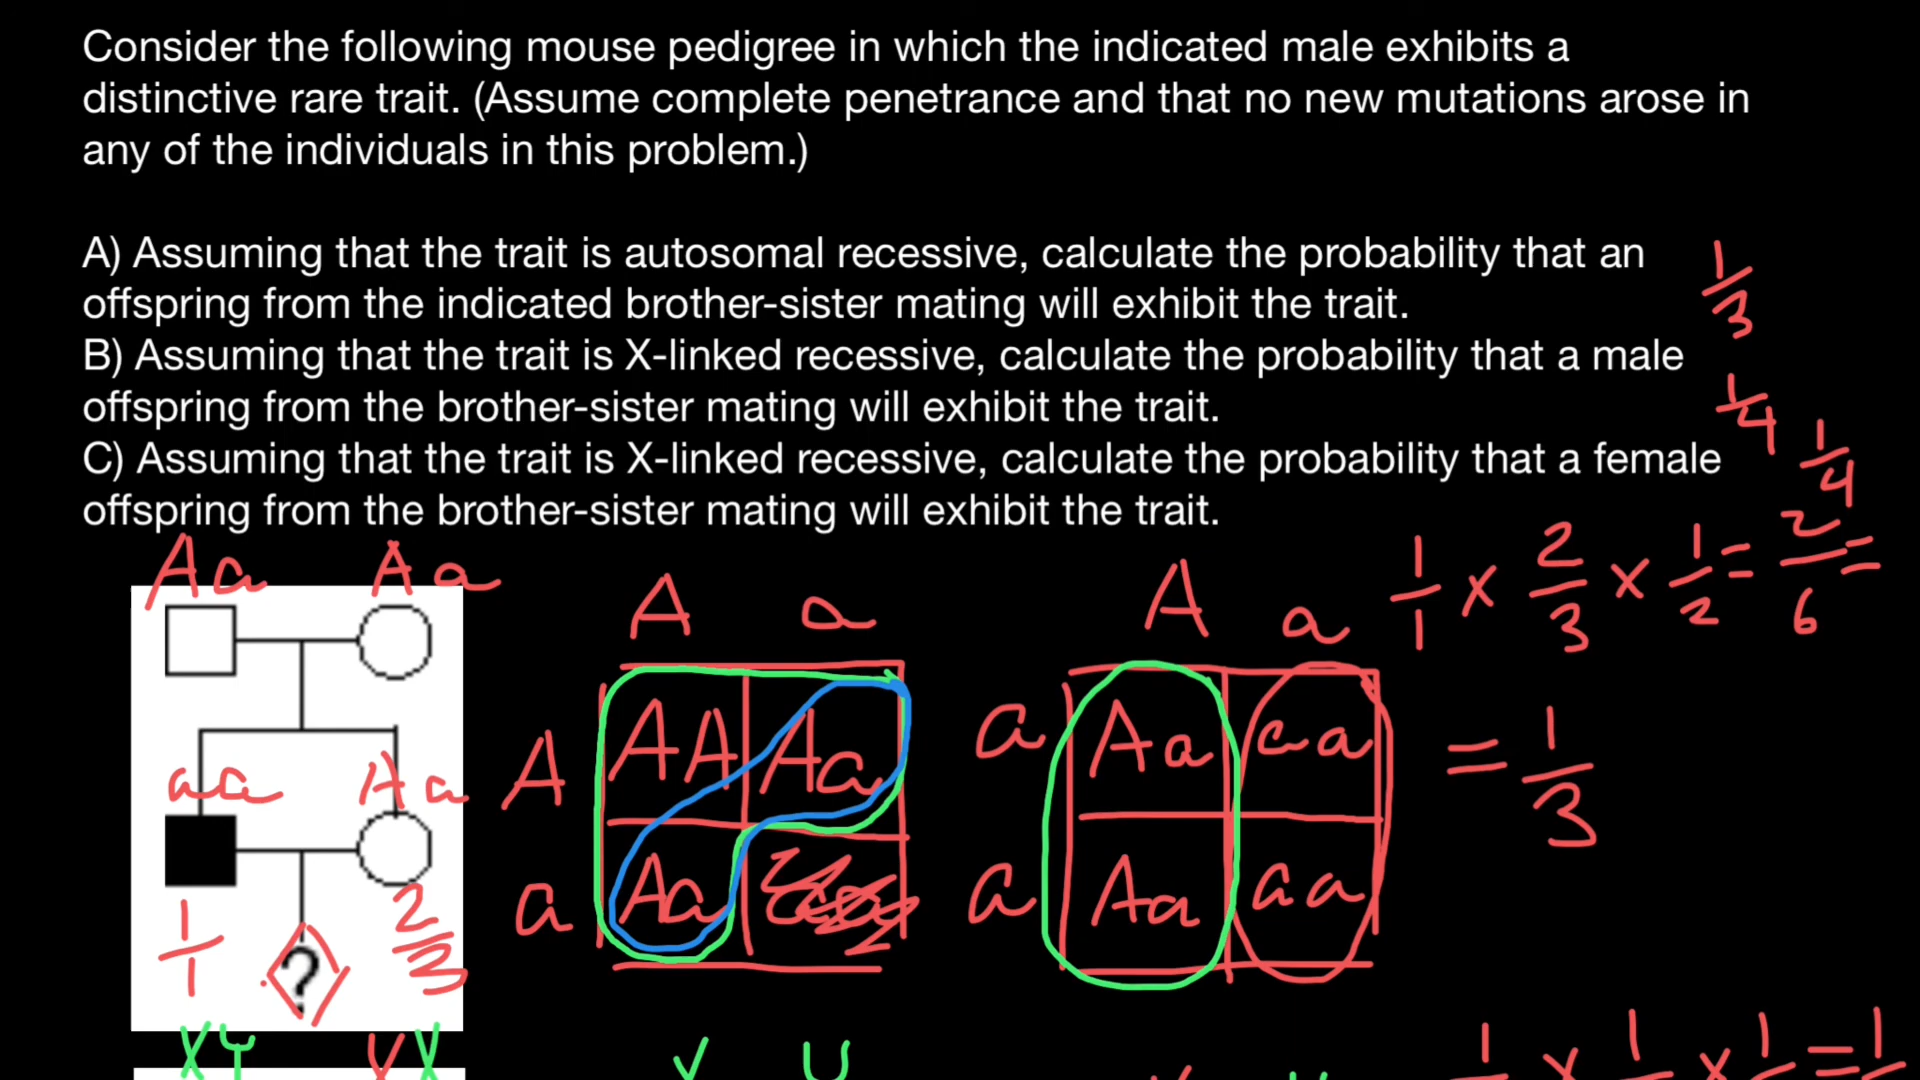 Consider the following mouse pedigree in which the indicated male exhibits a
distinctive rare trait. (Assume complete penetrance and that no new mutations arose in
any of the individuals in this problem.)
A) Assuming that the trait is autosomal recessive, calculate the probability that an
offspring from the indicated brother-sister mating will exhibit the trait.
1/3
B) Assuming that the trait is X-linked recessive, calculate the probability that a male
offspring from the brother-sister mating will exhibit the trait.
1/4
C) Assuming that the trait is X-linked recessive, calculate the probability that a female
offspring from the brother-sister mating will exhibit the trait.
1/4
Aa Aa
A a
A a
1/1 × 2/3 × 1/2 = 2/6 =
= 1/3
A AA Aa
a Aa
a Aa aa
a Aa aa
aa Aa
1/1 ? 2/3
XY